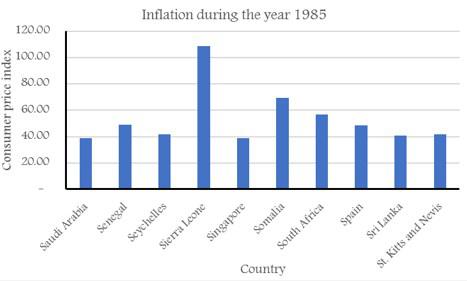 Inflation during the year 1985
Consumer price index
120.00
100.00
80.00
60.00
40.00
20.00
-
Saudi Arabia
Senegal
Seychelles
Sierra Leone
Singapore
Somalia
South Africa
Spain
Sri Lanka
St. Kitts and Nevis
Country